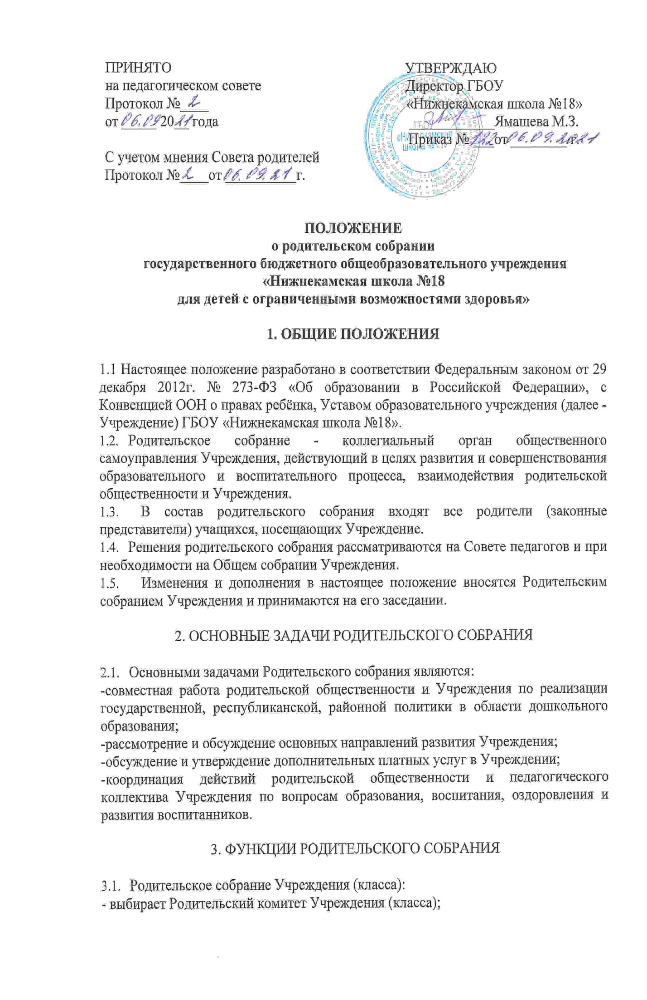 ПРИНЯТО
на педагогическом совете
Протокол № 2
от 06.09 2021 года
С учетом мнения Совета родителей
Протокол № 2 от 06.09.21 г.
УТВЕРЖДАЮ
Директор ГБОУ
«Нижнекамская школа №18»
Ямашева М.З.
Приказ № 132 от 06.09.2021 г.
ПОЛОЖЕНИЕ
о родительском собрании
государственного бюджетного общеобразовательного учреждения
«Нижнекамская школа №18
для детей с ограниченными возможностями здоровья»
1. ОБЩИЕ ПОЛОЖЕНИЯ
1.1 Настоящее положение разработано в соответствии Федеральным законом от 29
декабря 2012г. № 273-ФЗ «Об образовании в Российской Федерации», с
Конвенцией ООН о правах ребёнка, Уставом образовательного учреждения (далее -
Учреждение) ГБОУ «Нижнекамская школа №18».
1.2. Родительское собрание - коллегиальный орган общественного
самоуправления Учреждения, действующий в целях развития и совершенствования
образовательного и воспитательного процесса, взаимодействия родительской
общественности и Учреждения.
1.3. В состав родительского собрания входят все родители (законные
представители) учащихся, посещающих Учреждение.
1.4. Решения родительского собрания рассматриваются на Совете педагогов и при
необходимости на Общем собрании Учреждения.
1.5. Изменения и дополнения в настоящее положение вносятся Родительским
собранием Учреждения и принимаются на его заседании.
2. ОСНОВНЫЕ ЗАДАЧИ РОДИТЕЛЬСКОГО СОБРАНИЯ
2.1. Основными задачами Родительского собрания являются:
-совместная работа родительской общественности и Учреждения по реализации
государственной, республиканской, районной политики в области дошкольного
образования;
-рассмотрение и обсуждение основных направлений развития Учреждения;
-обсуждение и утверждение дополнительных платных услуг в Учреждении;
-координация действий родительской общественности и педагогического
коллектива Учреждения по вопросам образования, воспитания, оздоровления и
развития воспитанников.
3. ФУНКЦИИ РОДИТЕЛЬСКОГО СОБРАНИЯ
3.1. Родительское собрание Учреждения (класса):
- выбирает Родительский комитет Учреждения (класса);